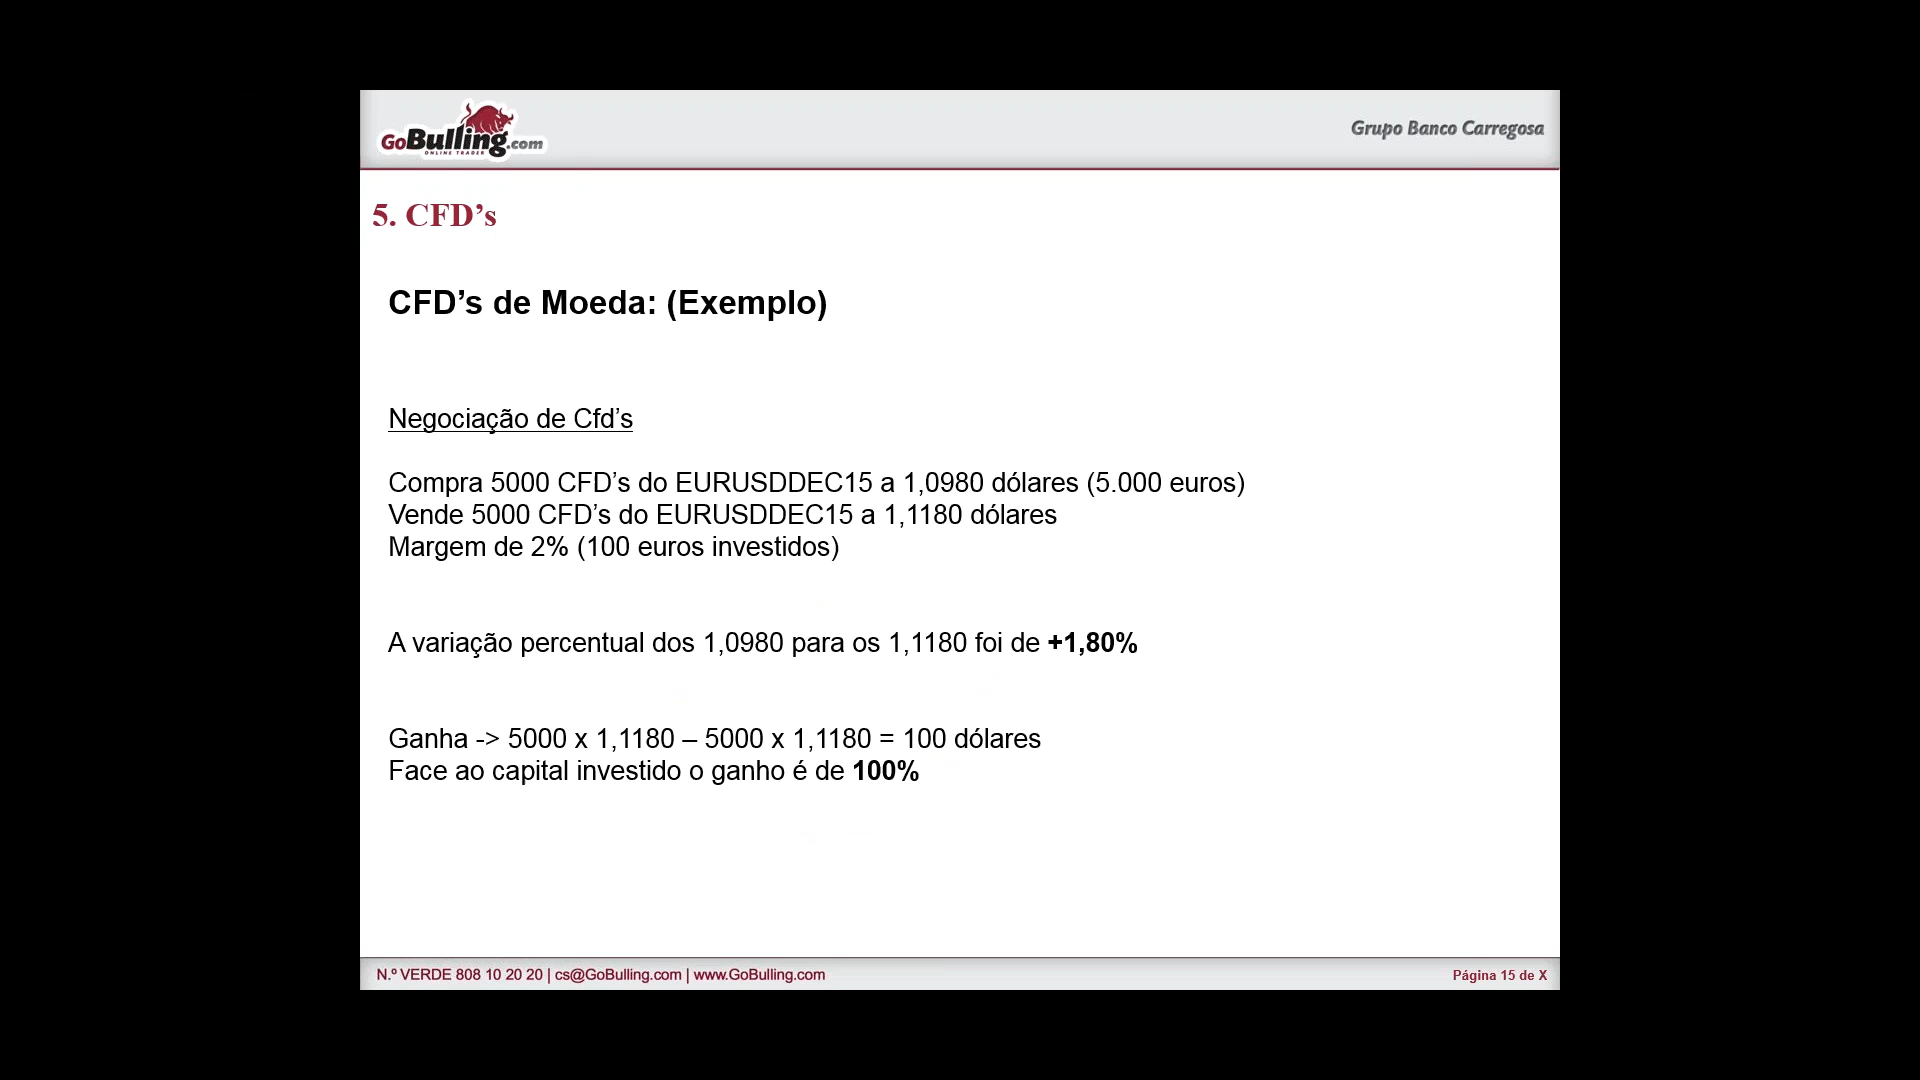 GoBulling.com
ONLINE TRADER
Grupo Banco Carregosa
5. CFD’s
CFD’s de Moeda: (Exemplo)
Negociação de Cfd’s
Compra 5000 CFD’s do EURUSDDEC15 a 1,0980 dólares (5.000 euros)
Vende 5000 CFD’s do EURUSDDEC15 a 1,1180 dólares
Margem de 2% (100 euros investidos)
A variação percentual dos 1,0980 para os 1,1180 foi de +1,80%
Ganha -> 5000 x 1,1180 – 5000 x 1,1180 = 100 dólares
Face ao capital investido o ganho é de 100%
N.º VERDE 808 10 20 20 | cs@GoBulling.com | www.GoBulling.com
Página 15 de X